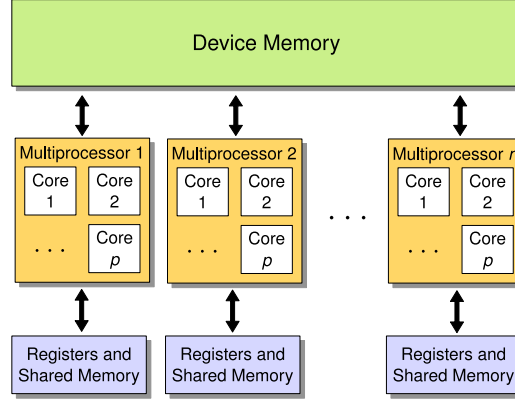 Device Memory
Multiprocessor 1
Core
1
Core
2
. . .
Core
p
Multiprocessor 2
Core
1
Core
2
. . .
Core
p
. . .
Multiprocessor
Core
1
Core
2
. . .
Core
p
Registers and
Shared Memory
Registers and
Shared Memory
Registers and
Shared Memory